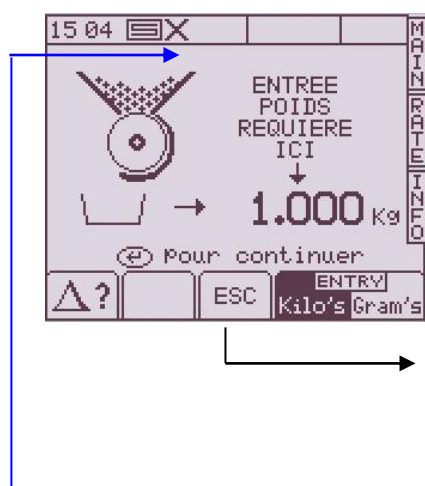 15 04
ENTREE
POIDS
REQUIERE
ICI
1.000 Kg
Pour continuer
?
ESC
ENTRY
Kilo's Gram's
MAIN
RATE
INFO